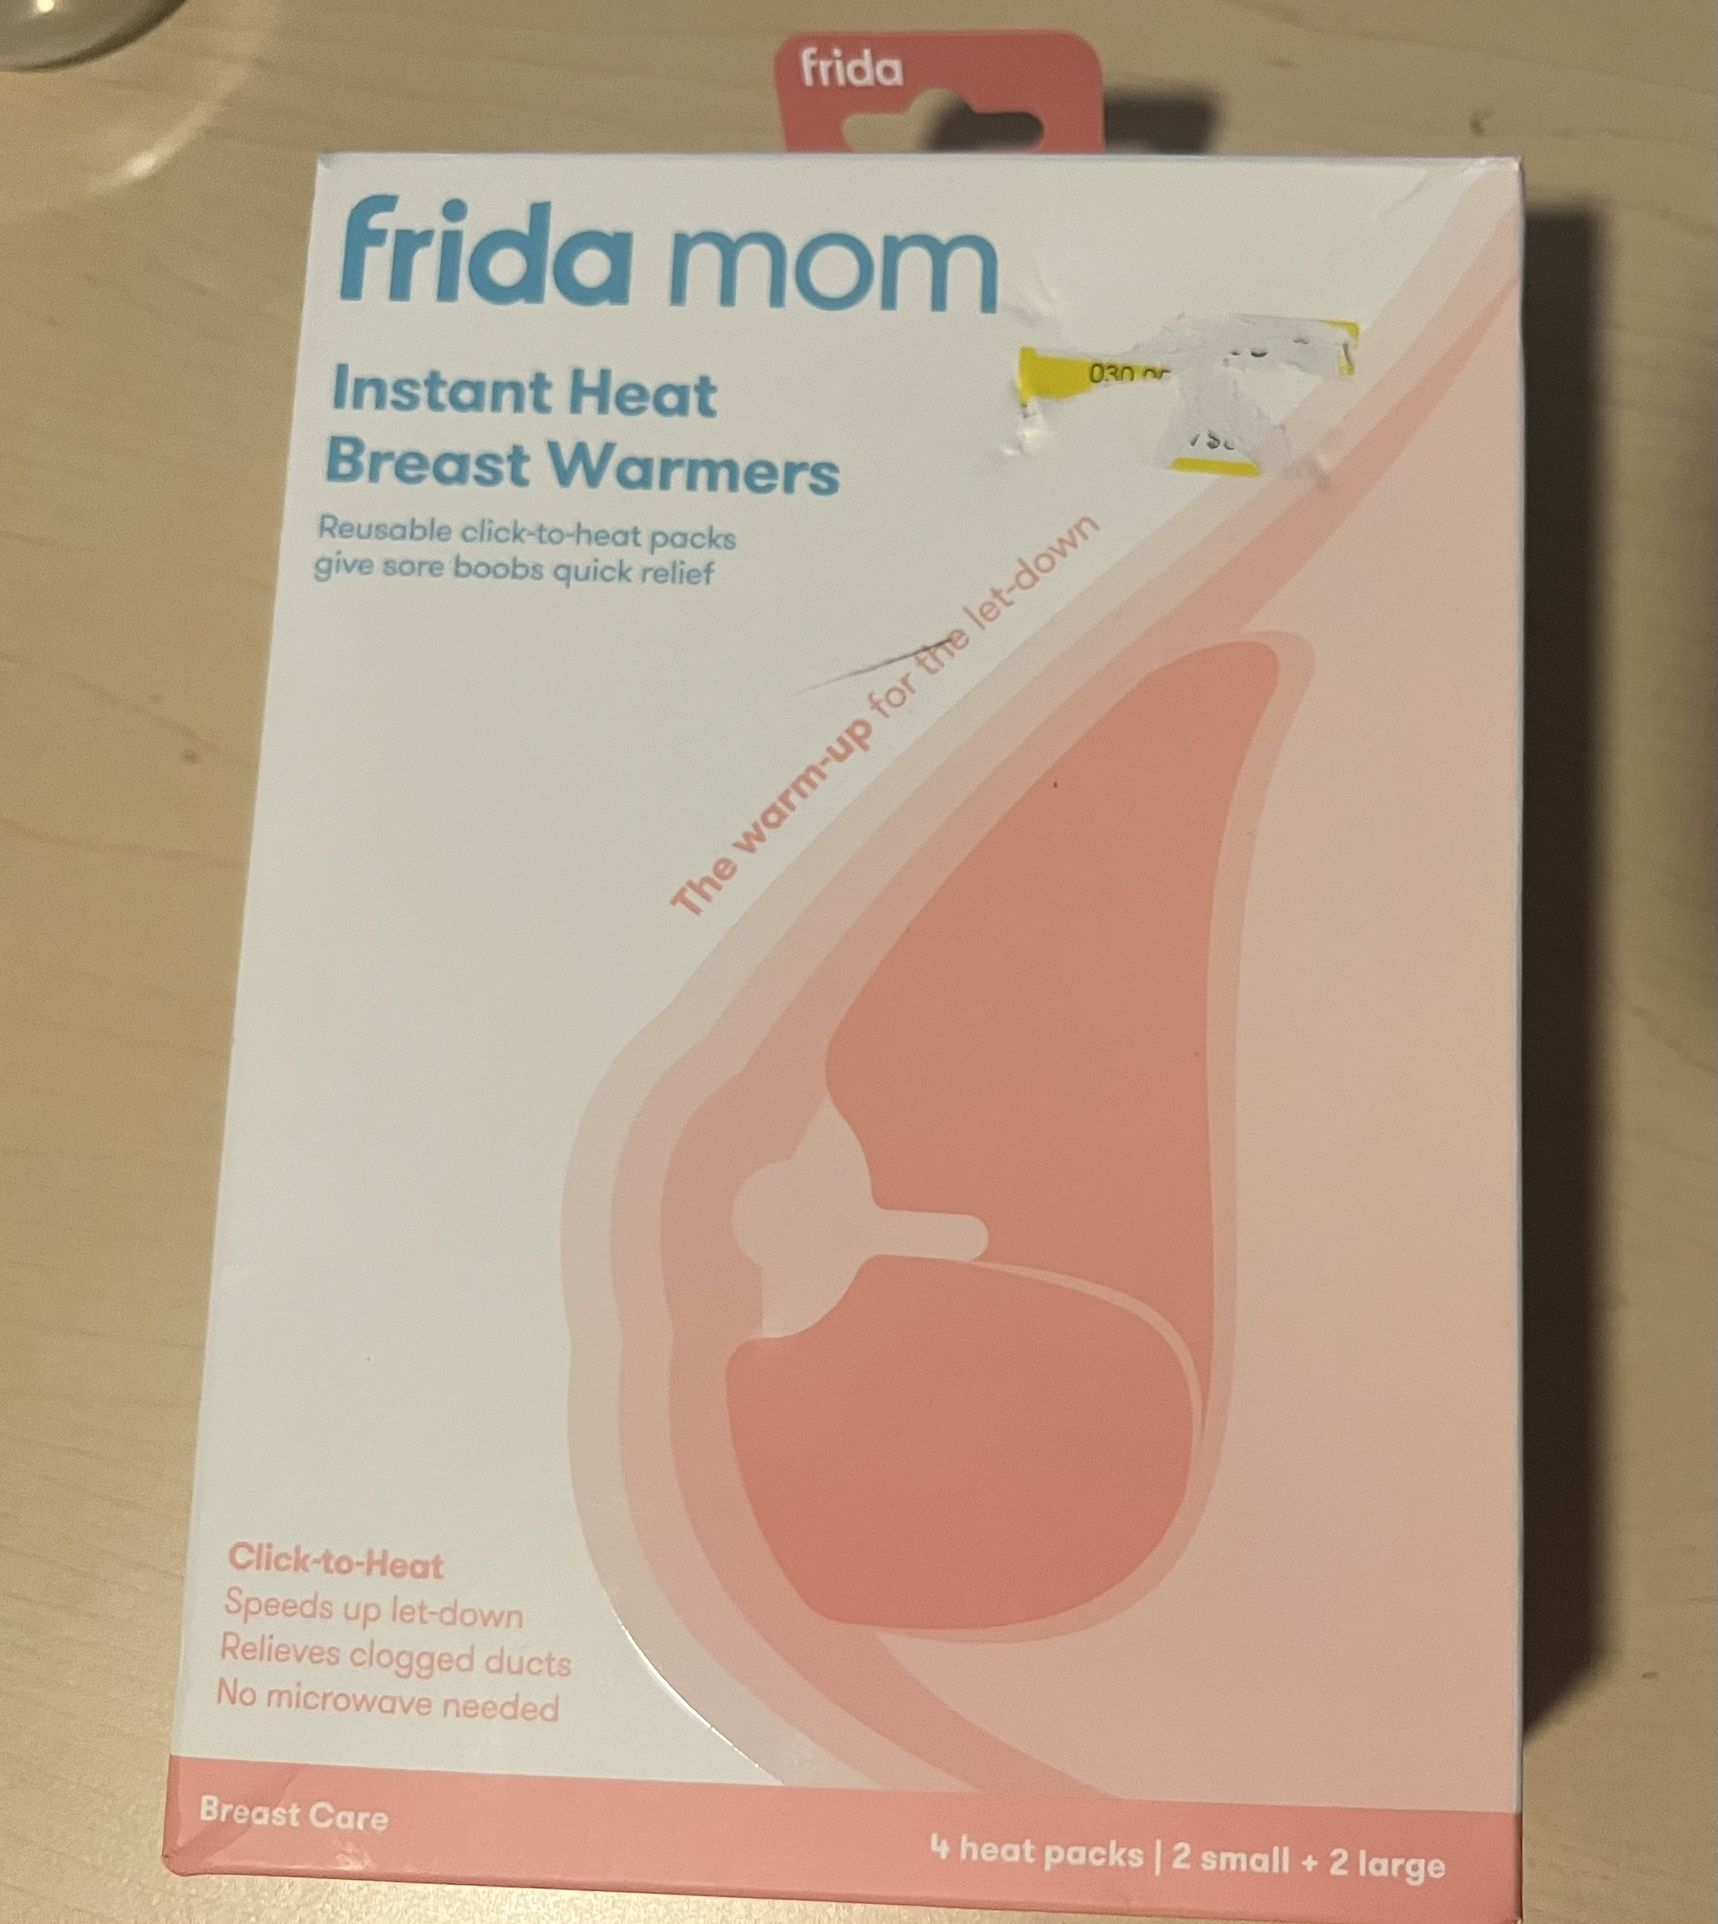 frida
frida mom
Instant Heat
Breast Warmers
Reusable click-to-heat packs
give sore boobs quick relief
The warm-up for the let-down
Click-to-Heat
Speeds up let-down
Relieves clogged ducts
No microwave needed
Breast Care
4 heat packs | 2 small + 2 large